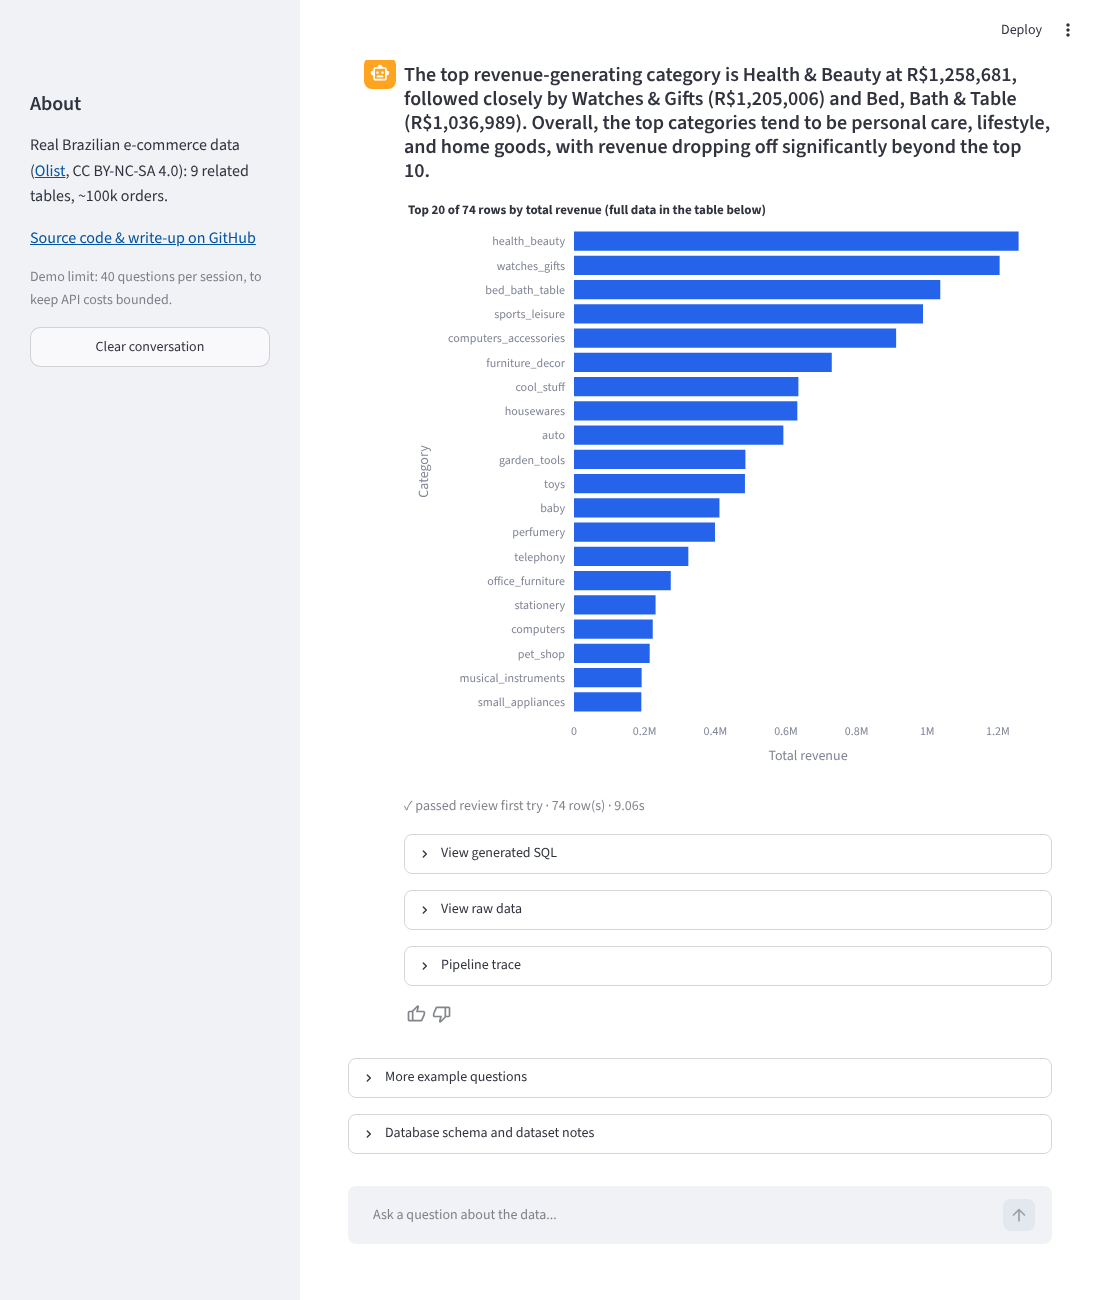 Deploy
About
Real Brazilian e-commerce data
(Olist, CC BY-NC-SA 4.0): 9 related
tables, ~100k orders.
Source code & write-up on GitHub
Demo limit: 40 questions per session, to
keep API costs bounded.
Clear conversation
The top revenue-generating category is Health & Beauty at R$1,258,681,
followed closely by Watches & Gifts (R$1,205,006) and Bed, Bath & Table
(R$1,036,989). Overall, the top categories tend to be personal care, lifestyle,
and home goods, with revenue dropping off significantly beyond the top
10.
Top 20 of 74 rows by total revenue (full data in the table below)
Category
health_beauty
watches_gifts
bed_bath_table
sports_leisure
computers_accessories
furniture_decor
cool_stuff
housewares
auto
garden_tools
toys
baby
perfumery
telephony
office_furniture
stationery
computers
pet_shop
musical_instruments
small_appliances
0 0.2M 0.4M 0.6M 0.8M 1M 1.2M
Total revenue
✓ passed review first try · 74 row(s) · 9.06s
View generated SQL
View raw data
Pipeline trace
More example questions
Database schema and dataset notes
Ask a question about the data...